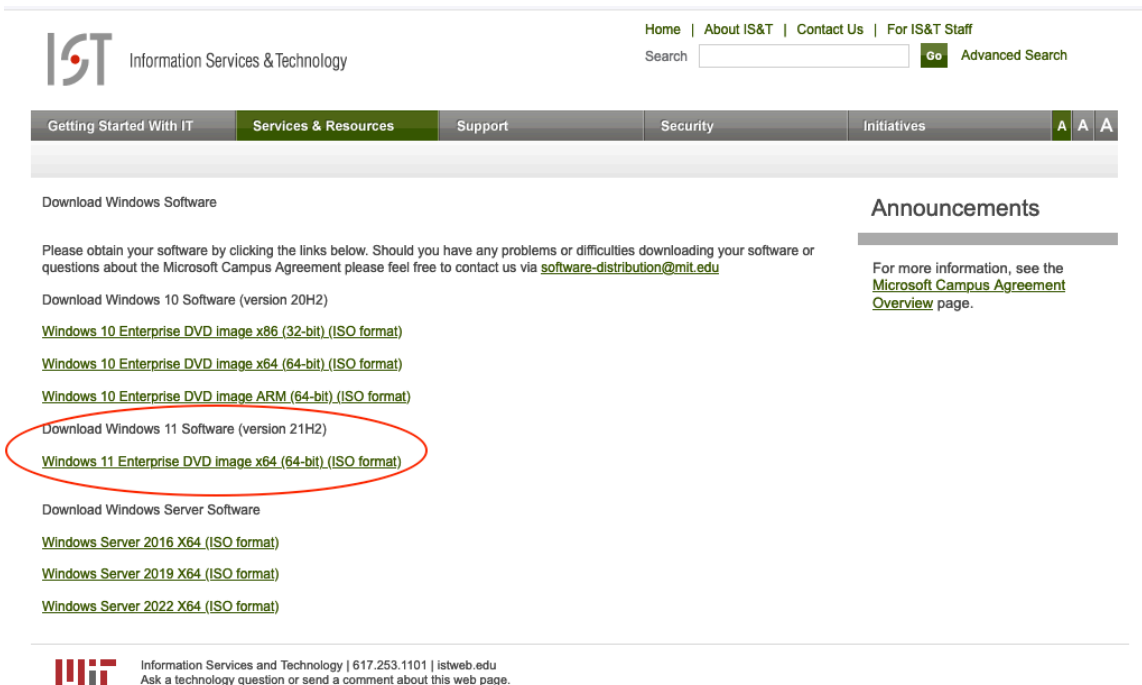 Home | About IS&T | Contact Us | For IS&T Staff
IST Information Services & Technology
Search Go Advanced Search
Getting Started With IT Services & Resources Support Security Initiatives A A A
Download Windows Software
Please obtain your software by clicking the links below. Should you have any problems or difficulties downloading your software or
questions about the Microsoft Campus Agreement please feel free to contact us via software-distribution@mit.edu
Download Windows 10 Software (version 20H2)
Windows 10 Enterprise DVD image x86 (32-bit) (ISO format)
Windows 10 Enterprise DVD image x64 (64-bit) (ISO format)
Windows 10 Enterprise DVD image ARM (64-bit) (ISO format)
Download Windows 11 Software (version 21H2)
Windows 11 Enterprise DVD image x64 (64-bit) (ISO format)
Download Windows Server Software
Windows Server 2016 X64 (ISO format)
Windows Server 2019 X64 (ISO format)
Windows Server 2022 X64 (ISO format)
Announcements
For more information, see the
Microsoft Campus Agreement
Overview page.
Information Services and Technology | 617.253.1101 | istweb.edu
Ask a technology question or send a comment about this web page.